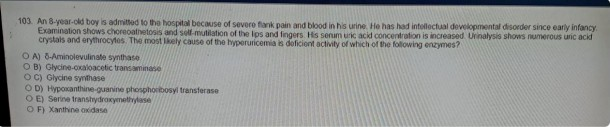 103. An 8-year-old boy is admitted to the hospital because of severe flank pain and blood in his urine. He has had intellectual developmental disorder since early infancy.
Examination shows choreoathetosis and self-mutilation of the lips and fingers. His serum uric acid concentration is increased. Urinalysis shows numerous uric acid
crystals and erythrocytes. The most likely cause of the hyperuricemia is deficient activity of which of the following enzymes?
A) δ-Aminolevulinate synthase
B) Glycine-oxaloacetic transaminase
C) Glycine synthase
D) Hypoxanthine-guanine phosphoribosyl transferase
E) Serine transhydroxymethylase
F) Xanthine oxidase